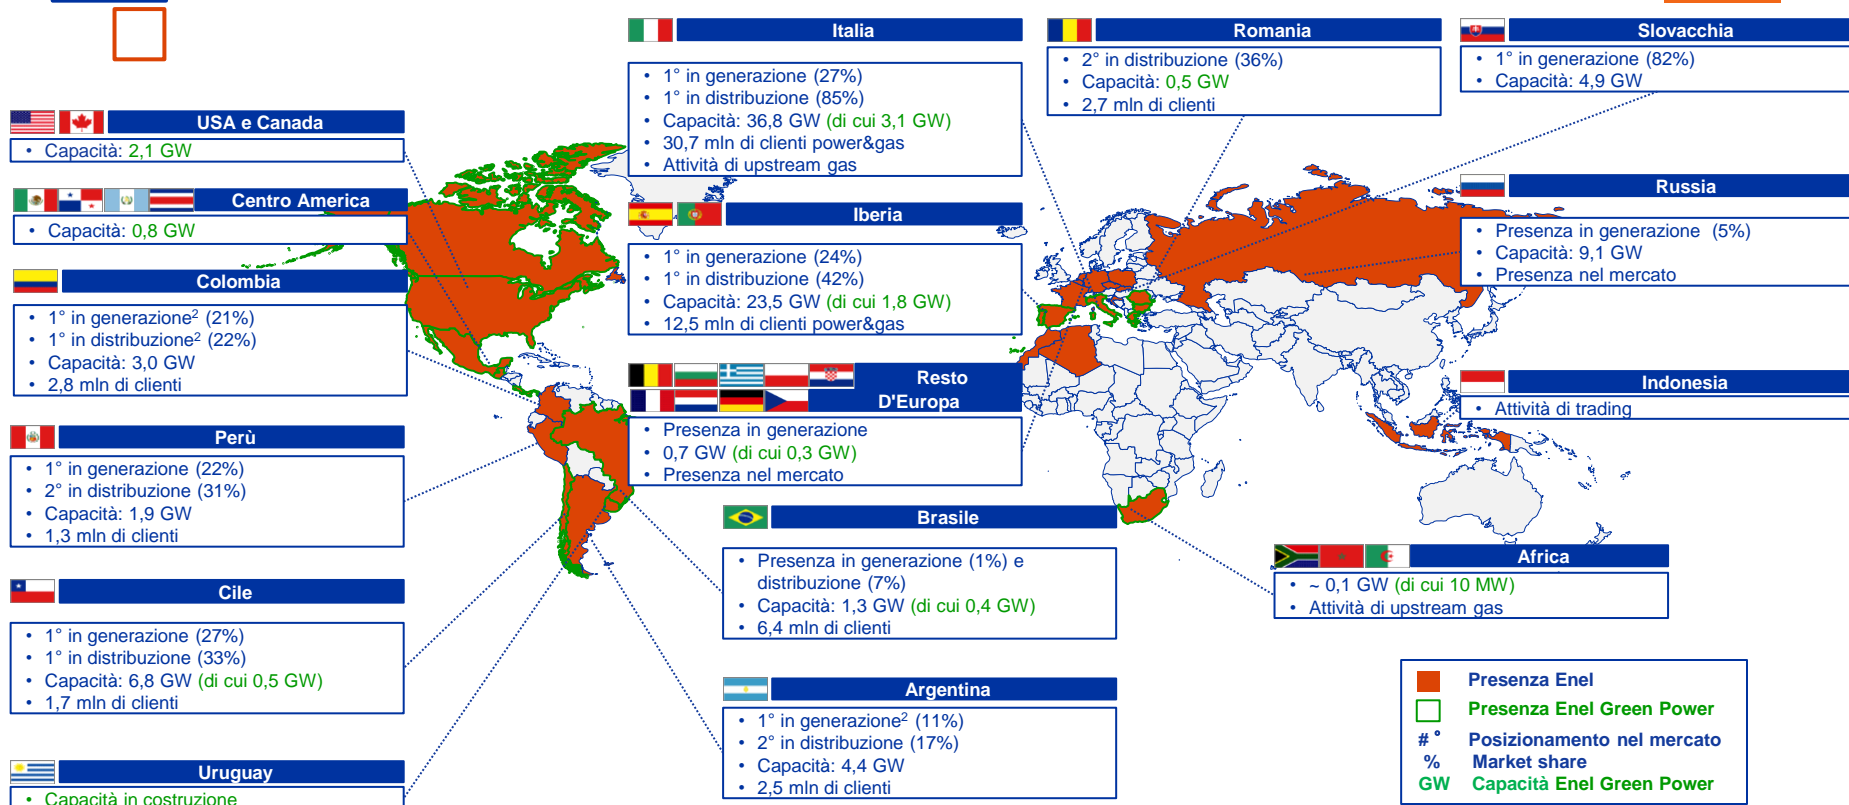 USA e Canada
• Capacità: 2,1 GW
Centro America
• Capacità: 0,8 GW
Colombia
• 1° in generazione² (21%)
• 1° in distribuzione² (22%)
• Capacità: 3,0 GW
• 2,8 mln di clienti
Perù
• 1° in generazione (22%)
• 2° in distribuzione (31%)
• Capacità: 1,9 GW
• 1,3 mln di clienti
Cile
• 1° in generazione (27%)
• 1° in distribuzione (33%)
• Capacità: 6,8 GW (di cui 0,5 GW)
• 1,7 mln di clienti
Uruguay
• Capacità in costruzione
Italia
• 1° in generazione (27%)
• 1° in distribuzione (85%)
• Capacità: 36,8 GW (di cui 3,1 GW)
• 30,7 mln di clienti power&gas
• Attività di upstream gas
Iberia
• 1° in generazione (24%)
• 1° in distribuzione (42%)
• Capacità: 23,5 GW (di cui 1,8 GW)
• 12,5 mln di clienti power&gas
Resto
D'Europa
• Presenza in generazione
• 0,7 GW (di cui 0,3 GW)
• Presenza nel mercato
Brasile
• Presenza in generazione (1%) e
distribuzione (7%)
• Capacità: 1,3 GW (di cui 0,4 GW)
• 6,4 mln di clienti
Argentina
• 1° in generazione² (11%)
• 2° in distribuzione (17%)
• Capacità: 4,4 GW
• 2,5 mln di clienti
Romania
• 2° in distribuzione (36%)
• Capacità: 0,5 GW
• 2,7 mln di clienti
Slovacchia
• 1° in generazione (82%)
• Capacità: 4,9 GW
Russia
• Presenza in generazione (5%)
• Capacità: 9,1 GW
• Presenza nel mercato
Indonesia
• Attività di trading
Africa
• ~ 0,1 GW (di cui 10 MW)
• Attività di upstream gas
Presenza Enel
Presenza Enel Green Power
# ° Posizionamento nel mercato
% Market share
GW Capacità Enel Green Power